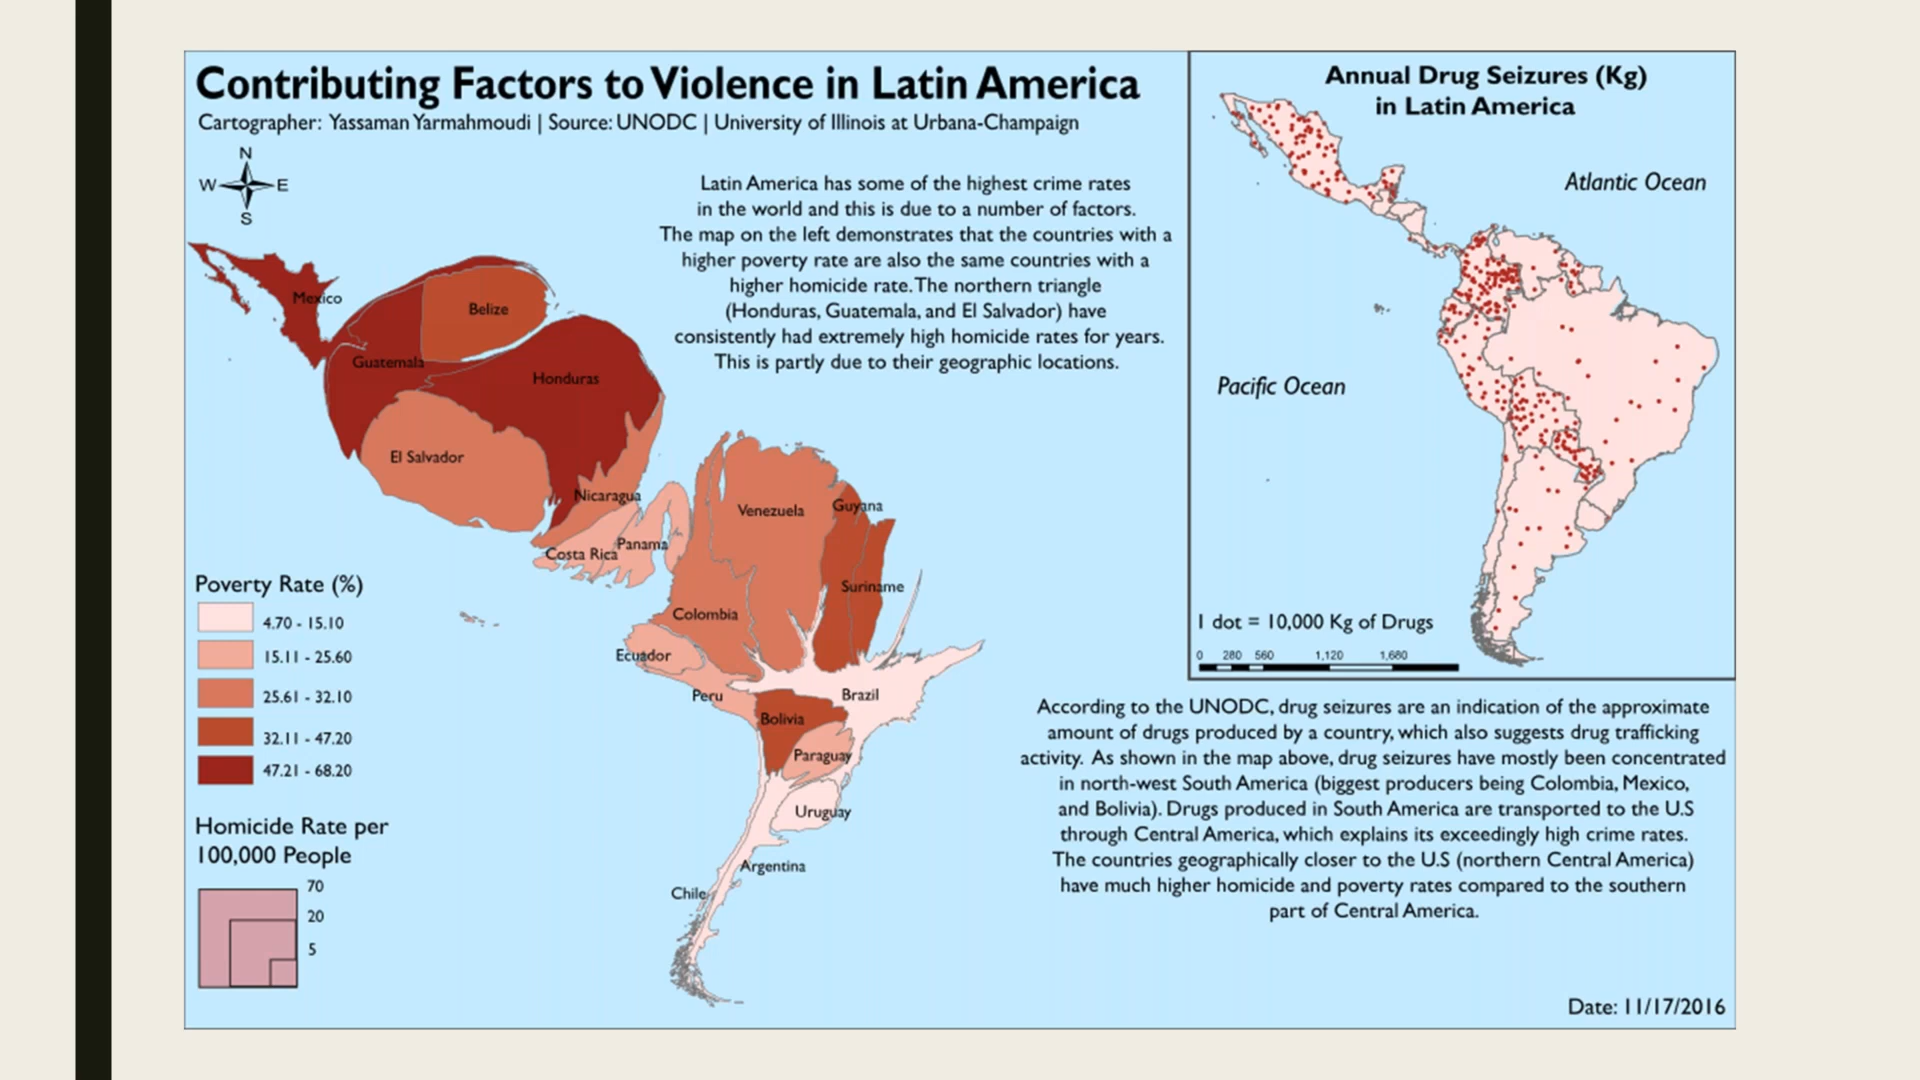 Contributing Factors to Violence in Latin America
Cartographer: Yassaman Yarmahmoudi | Source: UNODC | University of Illinois at Urbana-Champaign
N
W E
S
Latin America has some of the highest crime rates
in the world and this is due to a number of factors.
The map on the left demonstrates that the countries with a
higher poverty rate are also the same countries with a
higher homicide rate. The northern triangle
(Honduras, Guatemala, and El Salvador) have
consistently had extremely high homicide rates for years.
This is partly due to their geographic locations.
Mexico
Belize
Guatemala
Honduras
El Salvador
Nicaragua
Costa Rica
Panama
Venezuela
Guyana
Suriname
Colombia
Ecuador
Peru
Brazil
Bolivia
Paraguay
Uruguay
Argentina
Chile
Poverty Rate (%)
4.70 - 15.10
15.11 - 25.60
25.61 - 32.10
32.11 - 47.20
47.21 - 68.20
Homicide Rate per
100,000 People
70
20
5
Annual Drug Seizures (Kg)
in Latin America
Atlantic Ocean
Pacific Ocean
1 dot = 10,000 Kg of Drugs
0 280 560 1,120 1,680
According to the UNODC, drug seizures are an indication of the approximate
amount of drugs produced by a country, which also suggests drug trafficking
activity. As shown in the map above, drug seizures have mostly been concentrated
in north-west South America (biggest producers being Colombia, Mexico,
and Bolivia). Drugs produced in South America are transported to the U.S
through Central America, which explains its exceedingly high crime rates.
The countries geographically closer to the U.S (northern Central America)
have much higher homicide and poverty rates compared to the southern
part of Central America.
Date: 11/17/2016